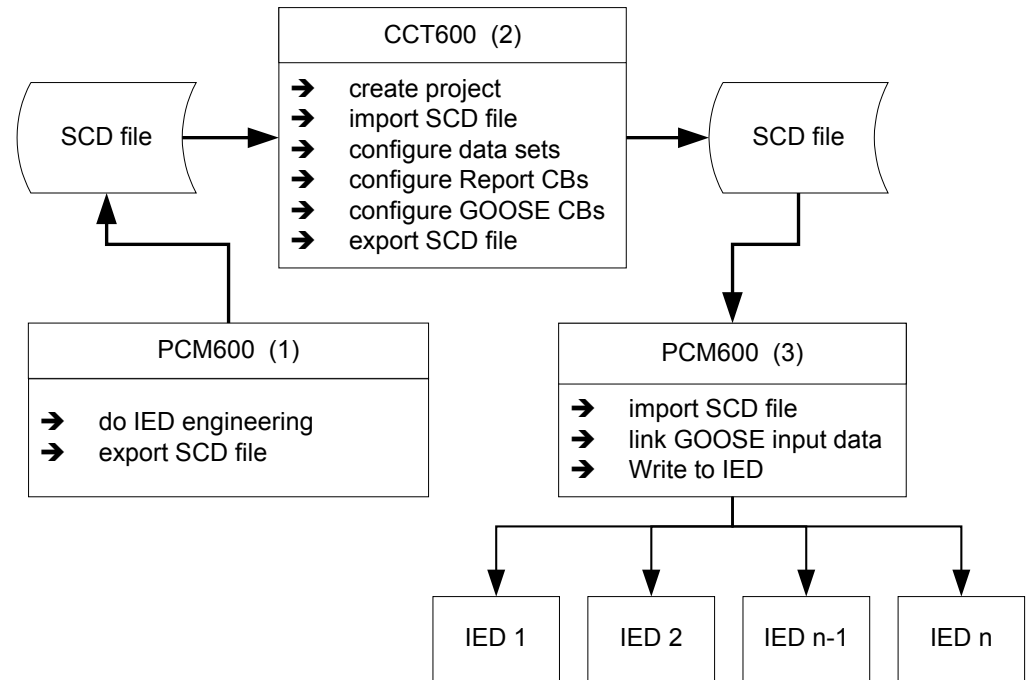 CCT600 (2)
➔ create project
➔ import SCD file
➔ configure data sets
➔ configure Report CBs
➔ configure GOOSE CBs
➔ export SCD file
SCD file
SCD file
PCM600 (1)
➔ do IED engineering
➔ export SCD file
PCM600 (3)
➔ import SCD file
➔ link GOOSE input data
➔ Write to IED
IED 1
IED 2
IED n-1
IED n